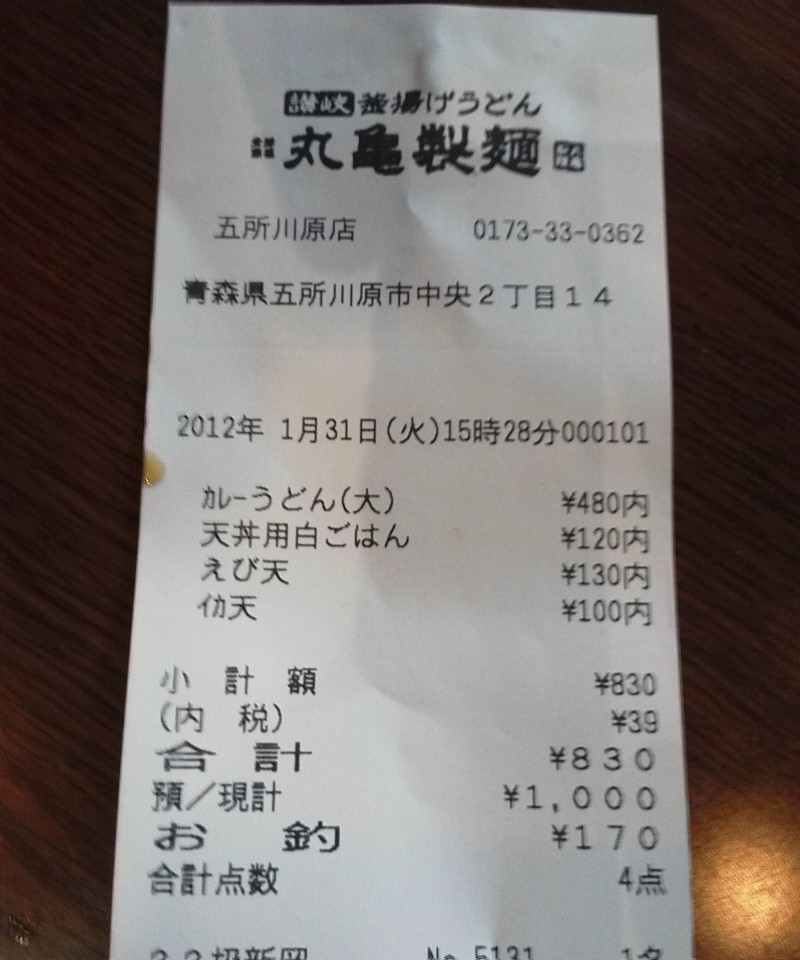 讃岐 釜揚げうどん
丸亀製麺
五所川原店 0173-33-0362
青森県五所川原市中央2丁目14
2012年 1月31日(火)15時28分000101
ｶﾚｰうどん(大) ¥480内
天丼用白ごはん ¥120内
えび天 ¥130内
ｲｶ天 ¥100内
小 計 額 ¥830
(内 税) ¥39
合 計 ¥830
預/現計 ¥1,000
お 釣 ¥170
合計点数 4点
No.5131 1名